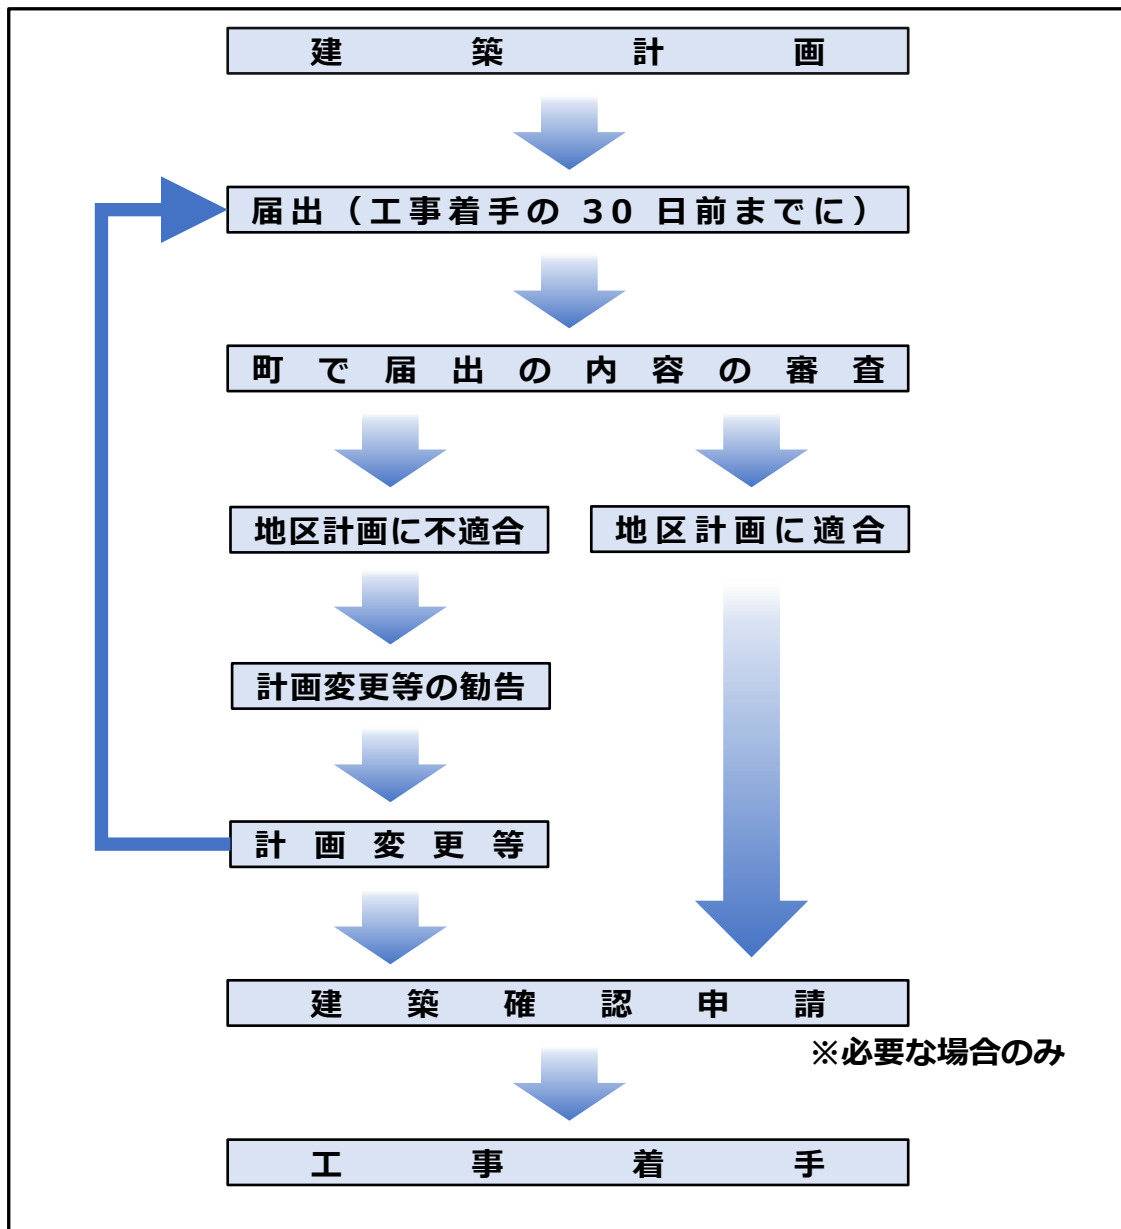 建築計画
届出（工事着手の 30 日前までに）
町で届出の内容の審査
地区計画に不適合
地区計画に適合
計画変更等の勧告
計画変更等
建築確認申請
※必要な場合のみ
工事着手